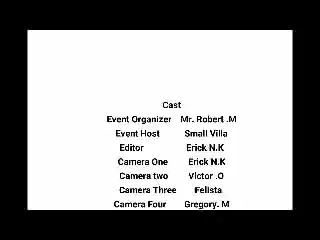 Cast
Event Organizer Mr. Robert .M
Event Host Small Villa
Editor Erick N.K
Camera One Erick N.K
Camera two Victor .O
Camera Three Felista
Camera Four Gregory. M